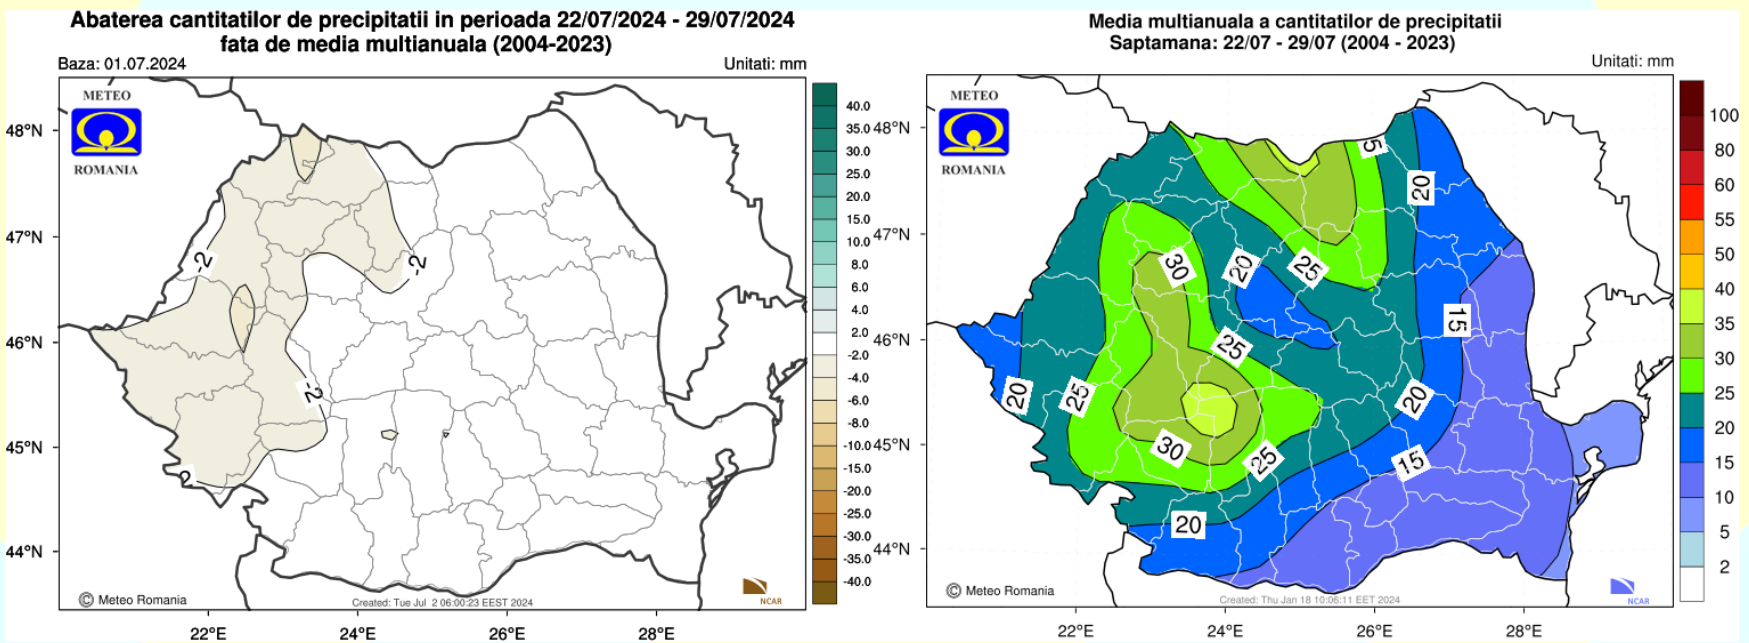 Abaterea cantitatilor de precipitatii in perioada 22/07/2024 - 29/07/2024
fata de media multianuala (2004-2023)
Baza: 01.07.2024
Unitati: mm
METEO
ROMANIA
48°N
47°N
46°N
45°N
44°N
-2
-2
-2
2
40.0
35.0
30.0
25.0
20.0
15.0
10.0
8.0
6.0
4.0
2.0
-2.0
-4.0
-6.0
-8.0
-10.0
-15.0
-20.0
-25.0
-30.0
-35.0
-40.0
© Meteo Romania
Created: Tue Jul 2 06:00:23 EEST 2024
NCAR
22°E
24°E
26°E
28°E
Media multianuala a cantitatilor de precipitatii
Saptamana: 22/07 - 29/07 (2004 - 2023)
Unitati: mm
METEO
ROMANIA
48°N
47°N
46°N
45°N
44°N
5
20
30
20
25
15
25
20
25
20
30
25
15
20
100
80
60
55
50
40
35
30
25
20
15
10
5
2
© Meteo Romania
Created: Thu Jan 18 10:06:11 EET 2024
NCAR
22°E
24°E
26°E
28°E